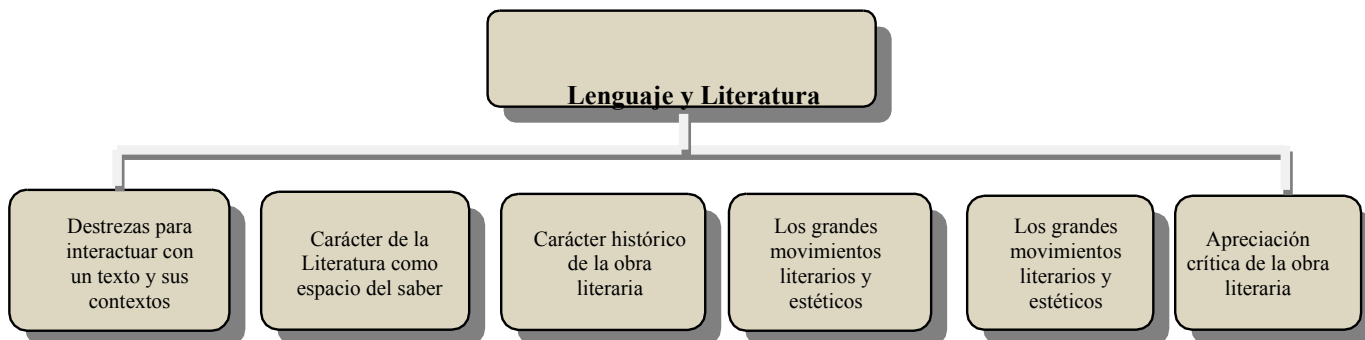 Lenguaje y Literatura
Destrezas para
interactuar con
un texto y sus
contextos
Carácter de la
Literatura como
espacio del saber
Carácter histórico
de la obra
literaria
Los grandes
movimientos
literarios y
estéticos
Los grandes
movimientos
literarios y
estéticos
Apreciación
crítica de la obra
literaria